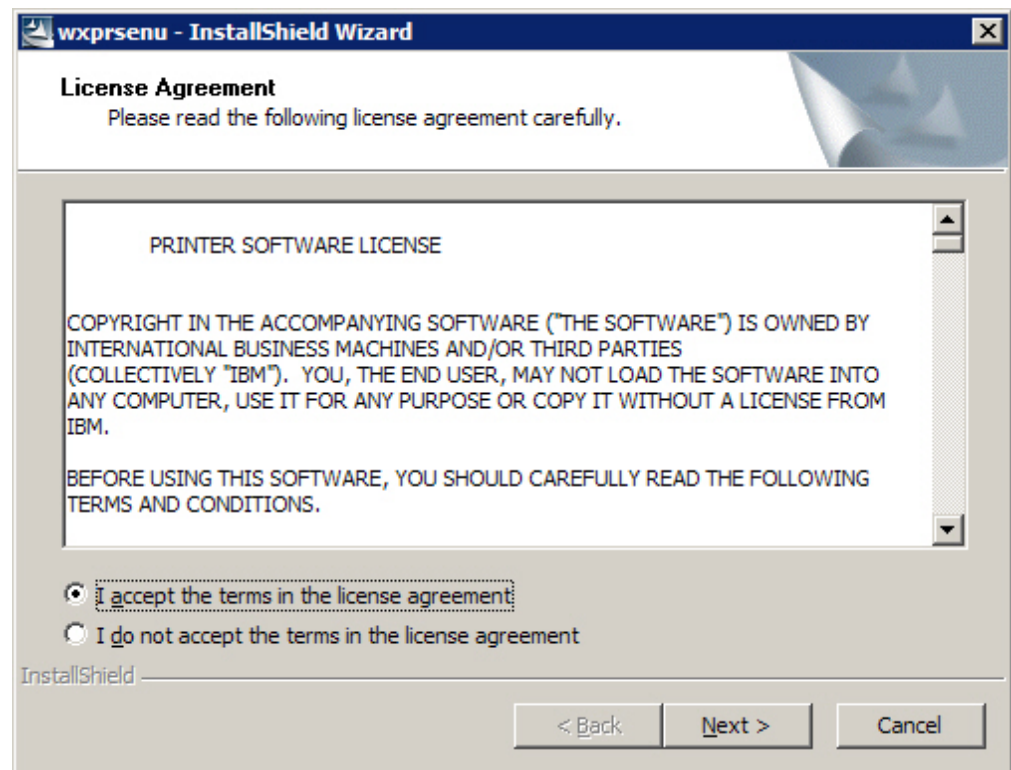 wxprsenu - InstallShield Wizard
License Agreement
Please read the following license agreement carefully.
PRINTER SOFTWARE LICENSE
COPYRIGHT IN THE ACCOMPANYING SOFTWARE ("THE SOFTWARE") IS OWNED BY
INTERNATIONAL BUSINESS MACHINES AND/OR THIRD PARTIES
(COLLECTIVELY "IBM"). YOU, THE END USER, MAY NOT LOAD THE SOFTWARE INTO
ANY COMPUTER, USE IT FOR ANY PURPOSE OR COPY IT WITHOUT A LICENSE FROM
IBM.
BEFORE USING THIS SOFTWARE, YOU SHOULD CAREFULLY READ THE FOLLOWING
TERMS AND CONDITIONS.
I accept the terms in the license agreement
I do not accept the terms in the license agreement
InstallShield
< Back
Next >
Cancel